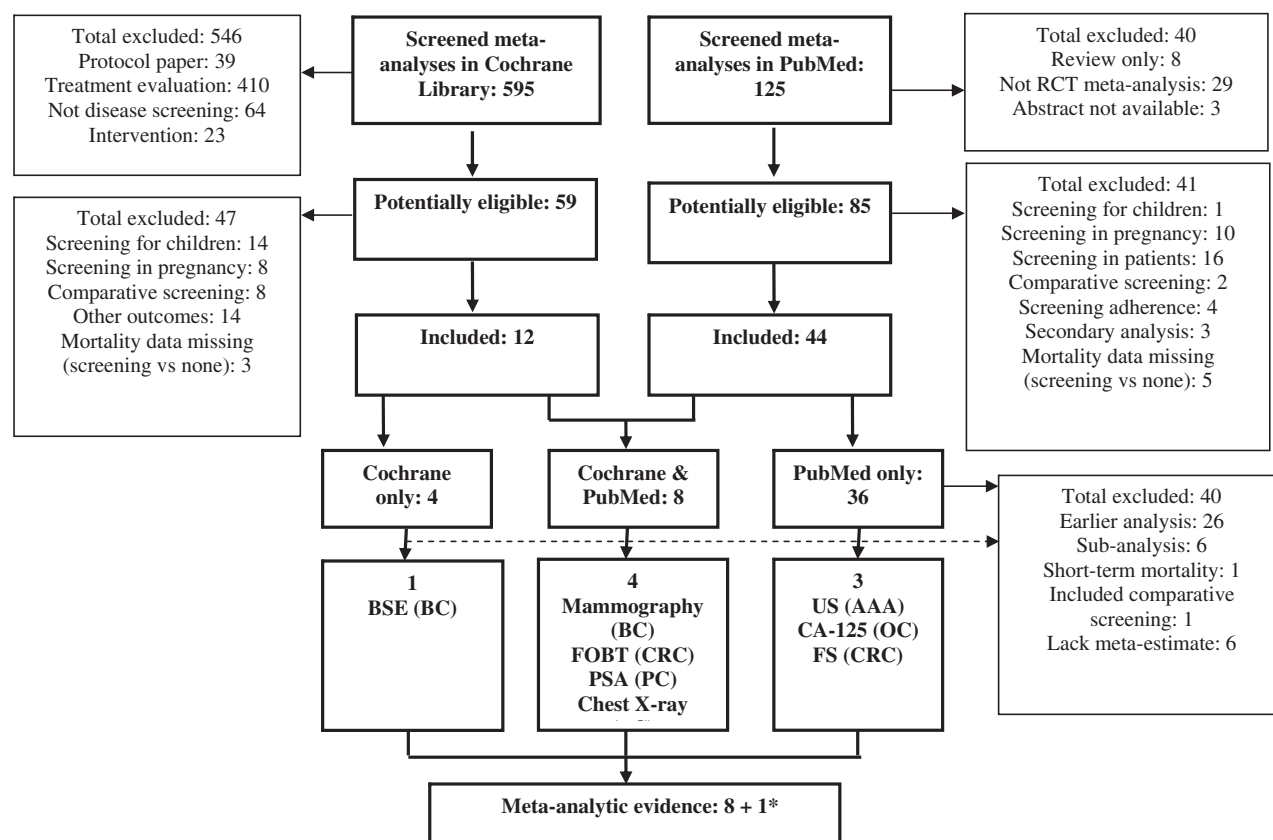 Total excluded: 546
Protocol paper: 39
Treatment evaluation: 410
Not disease screening: 64
Intervention: 23
Screened meta-
analyses in Cochrane
Library: 595
Screened meta-
analyses in PubMed:
125
Total excluded: 40
Review only: 8
Not RCT meta-analysis: 29
Abstract not available: 3
Total excluded: 47
Screening for children: 14
Screening in pregnancy: 8
Comparative screening: 8
Other outcomes: 14
Mortality data missing
(screening vs none): 3
Potentially eligible: 59
Potentially eligible: 85
Total excluded: 41
Screening for children: 1
Screening in pregnancy: 10
Screening in patients: 16
Comparative screening: 2
Screening adherence: 4
Secondary analysis: 3
Mortality data missing
(screening vs none): 5
Included: 12
Included: 44
Cochrane
only: 4
Cochrane &
PubMed: 8
PubMed only:
36
Total excluded: 40
Earlier analysis: 26
Sub-analysis: 6
Short-term mortality: 1
Included comparative
screening: 1
Lack meta-estimate: 6
1
BSE (BC)
4
Mammography
(BC)
FOBT (CRC)
PSA (PC)
Chest X-ray
3
US (AAA)
CA-125 (OC)
FS (CRC)
Meta-analytic evidence: 8 + 1*